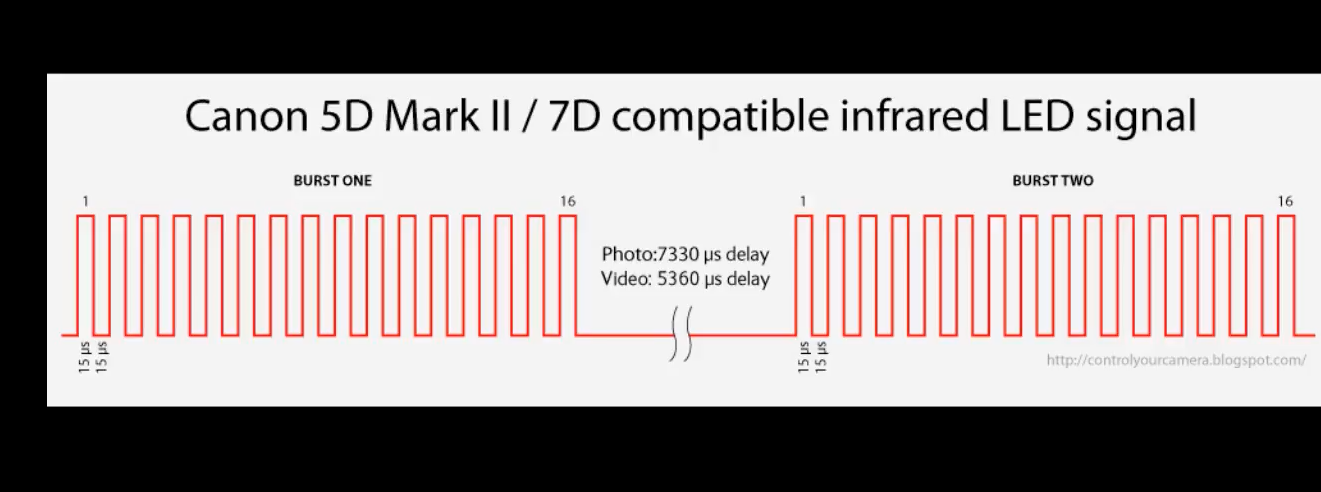 Canon 5D Mark II / 7D compatible infrared LED signal
BURST ONE
BURST TWO
1
16
1
16
Photo:7330 µs delay
Video: 5360 µs delay
15 µs
15 µs
15 µs
15 µs
http://controlyourcamera.blogspot.com/